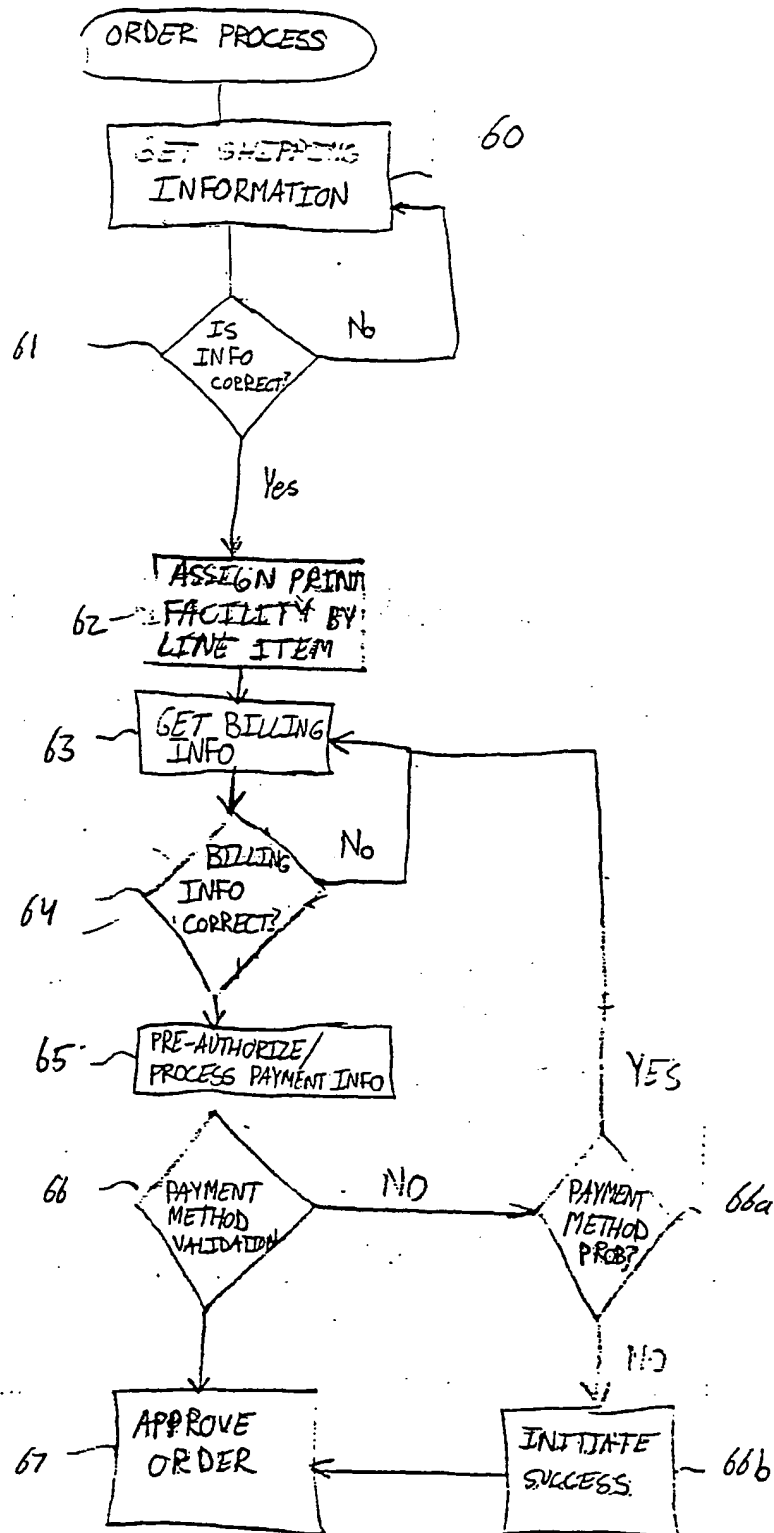 ORDER PROCESS
GET SHIPPING
INFORMATION
60
61
IS
INFO
CORRECT?
No
Yes
62
ASSIGN PRINT
FACILITY BY
LINE ITEM
63
GET BILLING
INFO
64
BILLING
INFO
CORRECT?
No
65
PRE-AUTHORIZE/
PROCESS PAYMENT INFO
66
PAYMENT
METHOD
VALIDATION
NO
YES
PAYMENT
METHOD
PROB?
66a
NO
67
APPROVE
ORDER
INITIATE
SUCCESS
66b